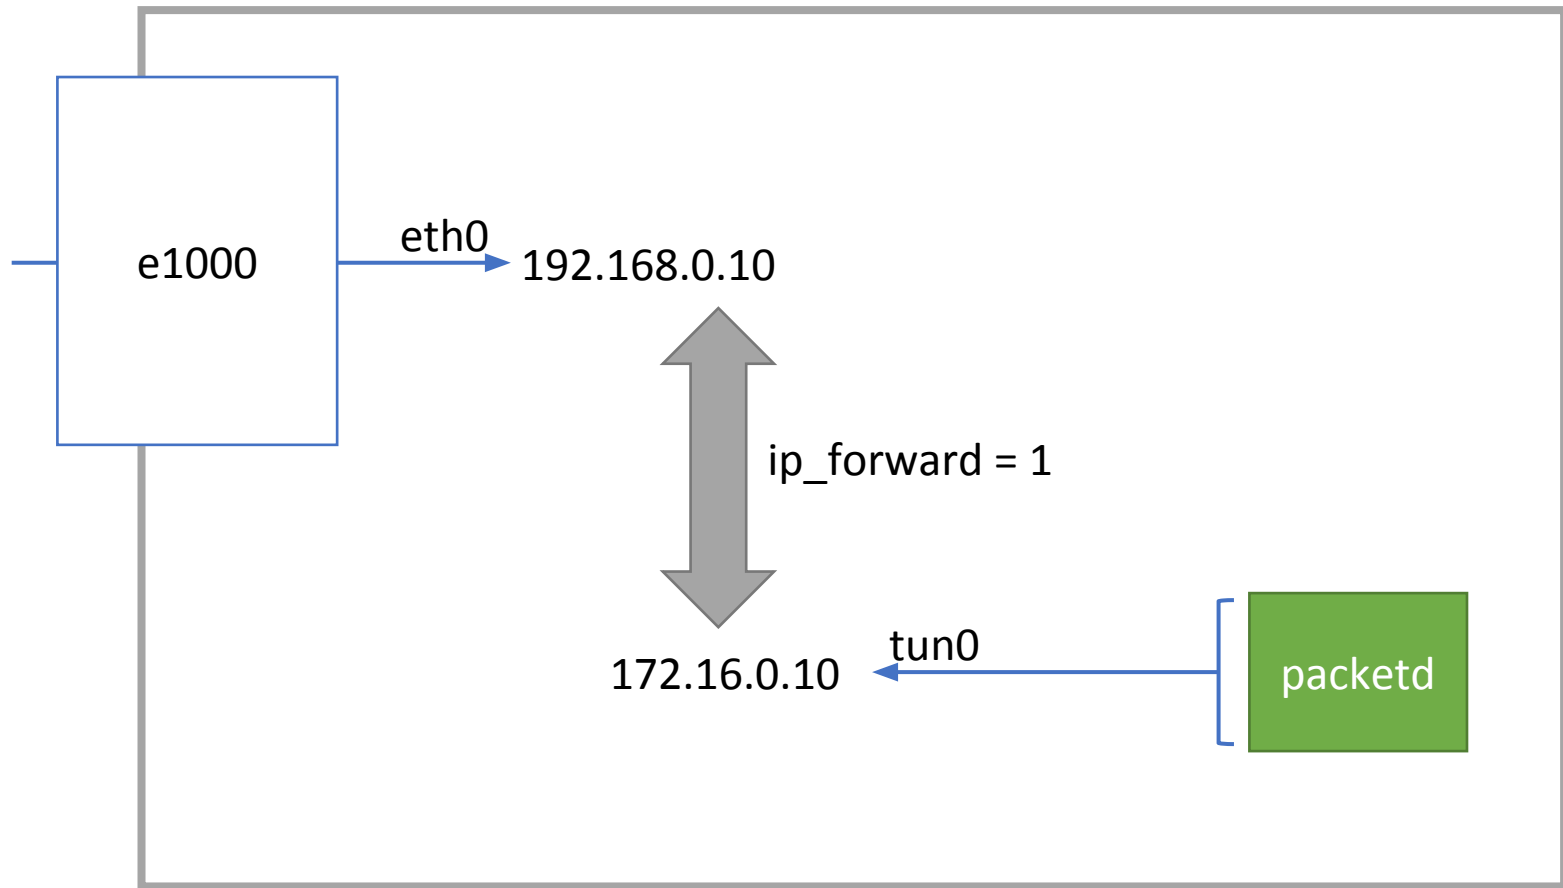 e1000
eth0
192.168.0.10
ip_forward = 1
172.16.0.10
tun0
packetd